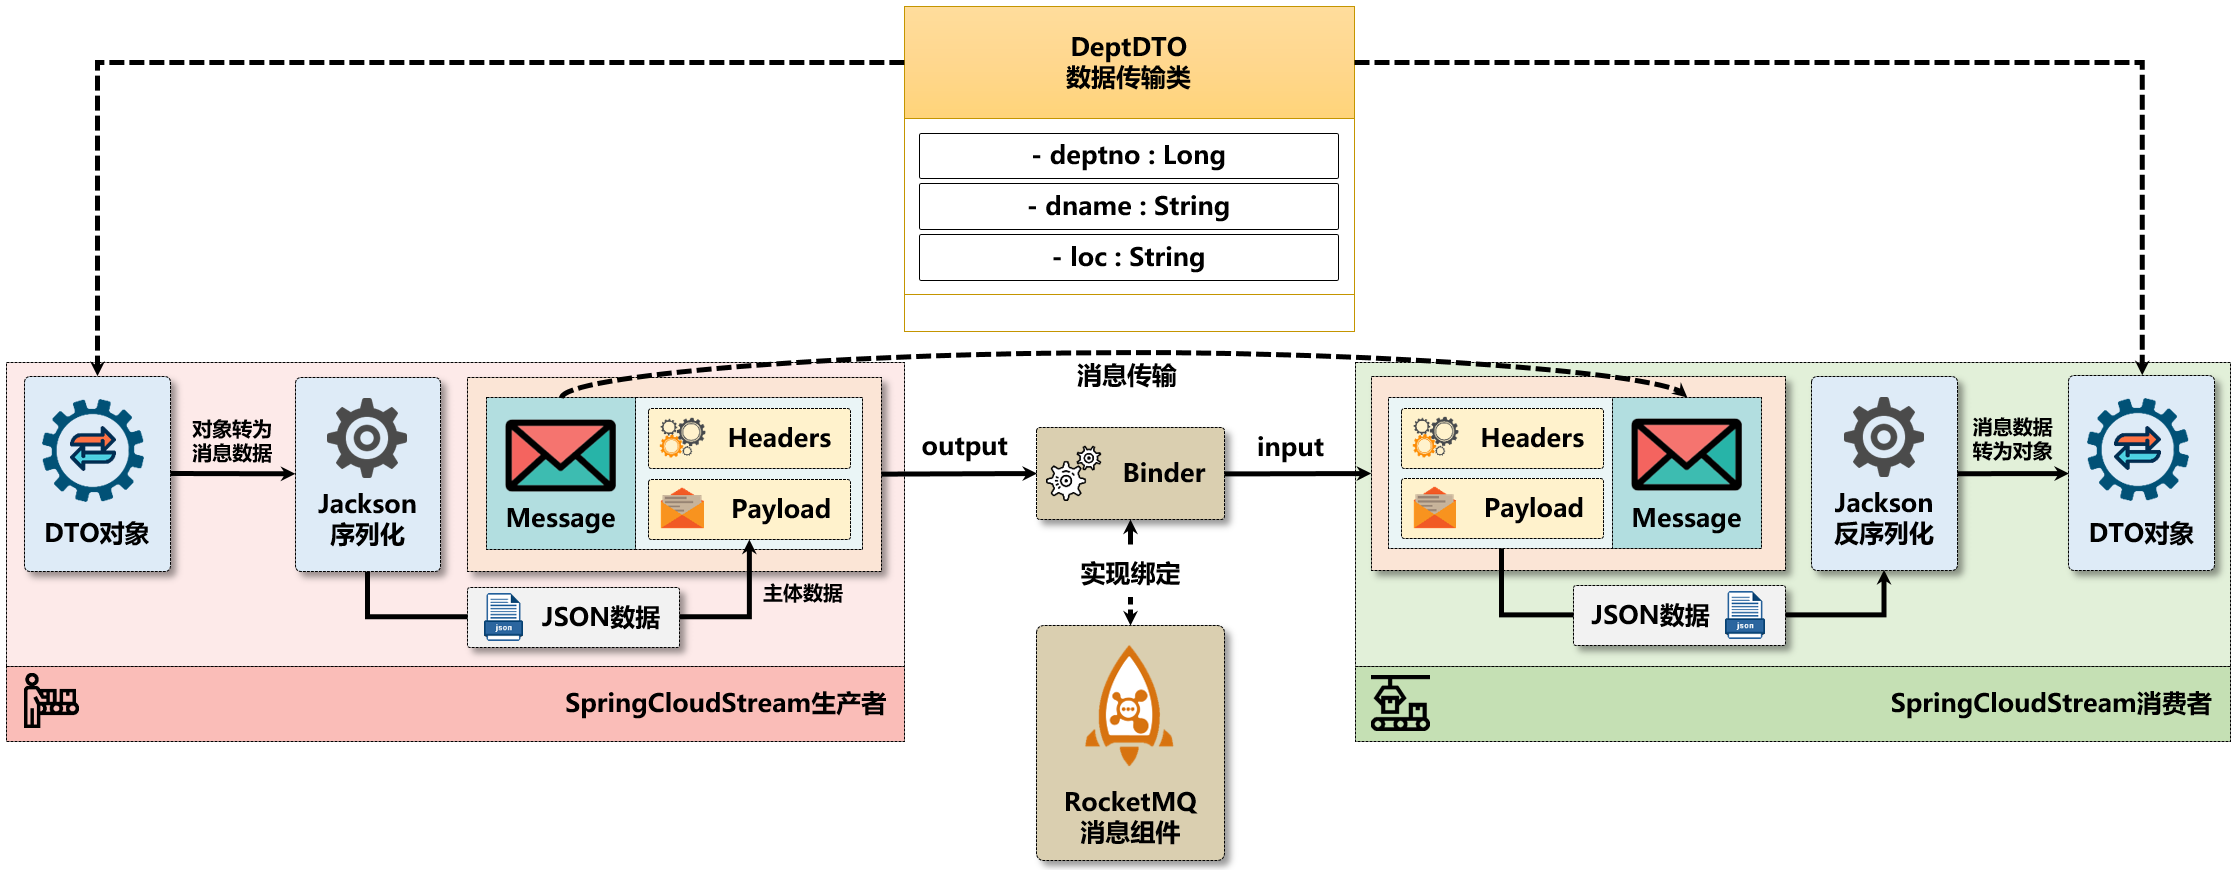 DeptDTO
数据传输类
- deptno : Long
- dname : String
- loc : String
消息传输
DTO对象
对象转为
消息数据
Jackson
序列化
Message
Headers
Payload
JSON数据
json
主体数据
SpringCloudStream生产者
output
Binder
input
实现绑定
RocketMQ
消息组件
Headers
Payload
Message
JSON数据
json
Jackson
反序列化
消息数据
转为对象
DTO对象
SpringCloudStream消费者